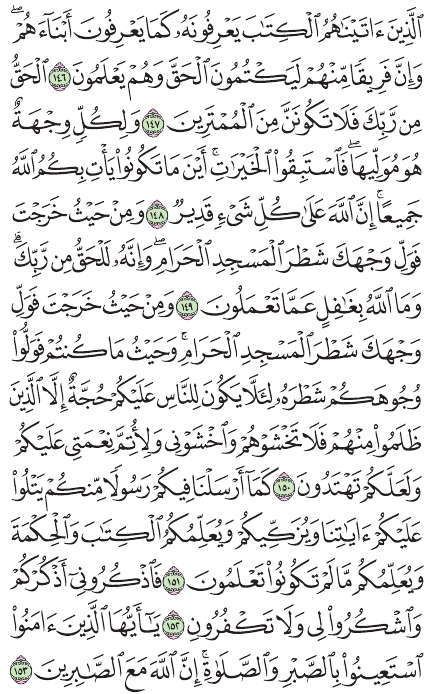 ٱلَّذِينَ ءَاتَيْنَـٰهُمُ ٱلْكِتَـٰبَ يَعْرِفُونَهُۥ كَمَا يَعْرِفُونَ أَبْنَآءَهُمْ ۖ
وَإِنَّ فَرِيقًا مِّنْهُمْ لَيَكْتُمُونَ ٱلْحَقَّ وَهُمْ يَعْلَمُونَ ١٤٦ ٱلْحَقُّ
مِن رَّبِّكَ فَلَا تَكُونَنَّ مِنَ ٱلْمُمْتَرِينَ ١٤٧ وَلِكُلٍّ وِجْهَةٌ
هُوَ مُوَلِّيهَا ۖ فَٱسْتَبِقُوا۟ ٱلْخَيْرَٰتِ ۚ أَيْنَ مَا تَكُونُوا۟ يَأْتِ بِكُمُ ٱللَّهُ
جَمِيعًا ۚ إِنَّ ٱللَّهَ عَلَىٰ كُلِّ شَىْءٍ قَدِيرٌ ١٤٨ وَمِنْ حَيْثُ خَرَجْتَ
فَوَلِّ وَجْهَكَ شَطْرَ ٱلْمَسْجِدِ ٱلْحَرَامِ ۖ وَإِنَّهُۥ لَلْحَقُّ مِن رَّبِّكَ ۗ
وَمَا ٱللَّهُ بِغَـٰفِلٍ عَمَّا تَعْمَلُونَ ١٤٩ وَمِنْ حَيْثُ خَرَجْتَ فَوَلِّ
وَجْهَكَ شَطْرَ ٱلْمَسْجِدِ ٱلْحَرَامِ ۚ وَحَيْثُ مَا كُنتُمْ فَوَلُّوا۟
وُجُوهَكُمْ شَطْرَهُۥ لِئَلَّا يَكُونَ لِلنَّاسِ عَلَيْكُمْ حُجَّةٌ إِلَّا ٱلَّذِينَ
ظَلَمُوا۟ مِنْهُمْ فَلَا تَخْشَوْهُمْ وَٱخْشَوْنِى وَلِأُتِمَّ نِعْمَتِى عَلَيْكُمْ
وَلَعَلَّكُمْ تَهْتَدُونَ ١٥٠ كَمَآ أَرْسَلْنَا فِيكُمْ رَسُولًا مِّنكُمْ يَتْلُوا۟
عَلَيْكُمْ ءَايَـٰتِنَا وَيُزَكِّيكُمْ وَيُعَلِّمُكُمُ ٱلْكِتَـٰبَ وَٱلْحِكْمَةَ
وَيُعَلِّمُكُم مَّا لَمْ تَكُونُوا۟ تَعْلَمُونَ ١٥١ فَٱذْكُرُونِىٓ أَذْكُرْكُمْ
وَٱشْكُرُوا۟ لِى وَلَا تَكْفُرُونِ ١٥٢ يَـٰٓأَيُّهَا ٱلَّذِينَ ءَامَنُوا۟
ٱسْتَعِينُوا۟ بِٱلصَّبْرِ وَٱلصَّلَوٰةِ ۚ إِنَّ ٱللَّهَ مَعَ ٱلصَّـٰبِرِينَ ١٥٣